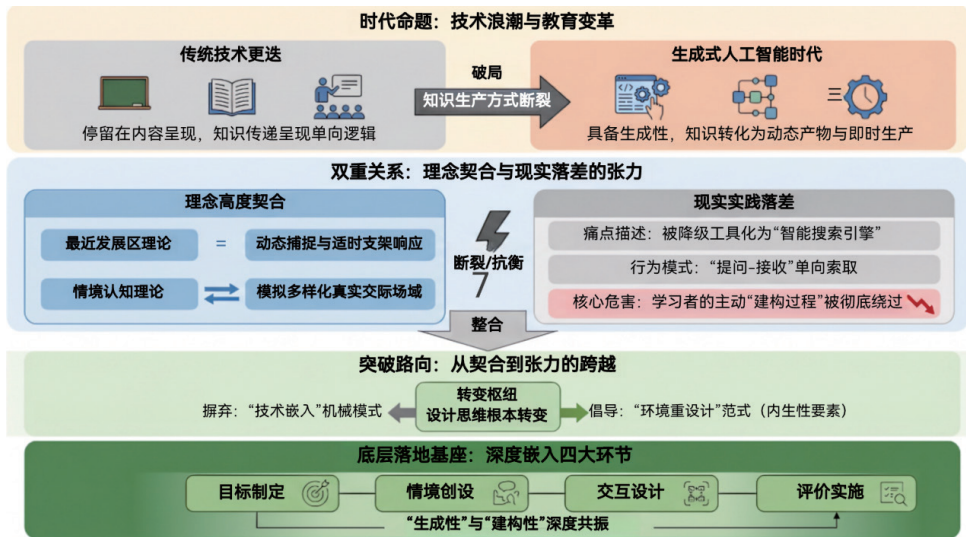 时代命题：技术浪潮与教育变革
传统技术更迭
停留在内容呈现，知识传递呈现单向逻辑
破局
知识生产方式断裂
生成式人工智能时代
</>
三
具备生成性，知识转化为动态产物与即时生产
双重关系：理念契合与现实落差的张力
理念高度契合
最近发展区理论
=
动态捕捉与适时支架响应
情境认知理论
模拟多样化真实交际场域
断裂/抗衡
7
现实实践落差
痛点描述：被降级工具化为“智能搜索引擎”
行为模式：“提问-接收”单向索取
核心危害：学习者的主动“建构过程”被彻底绕过
整合
突破路向：从契合到张力的跨越
摒弃：“技术嵌入”机械模式
转变枢纽
设计思维根本转变
倡导：“环境重设计”范式（内生性要素）
底层落地基座：深度嵌入四大环节
目标制定
情境创设
交互设计
评价实施
“生成性”与“建构性”深度共振